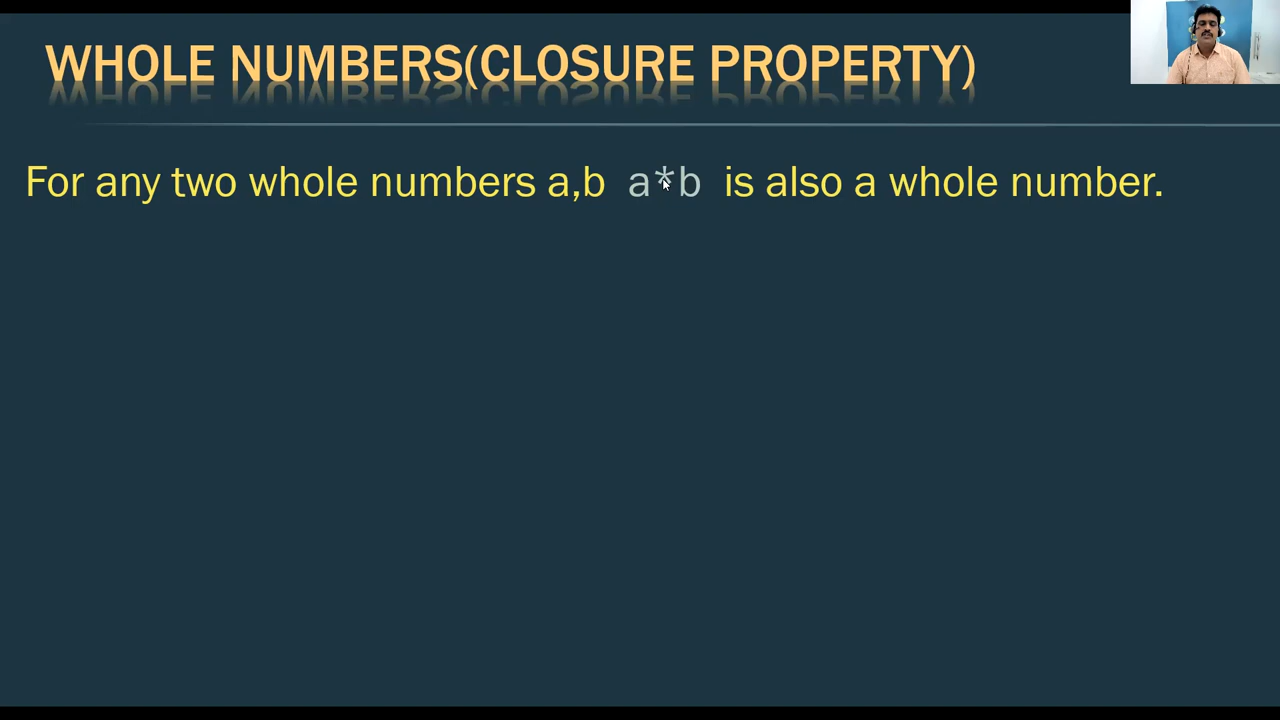 WHOLE NUMBERS(CLOSURE PROPERTY)
For any two whole numbers a,b a*b is also a whole number.